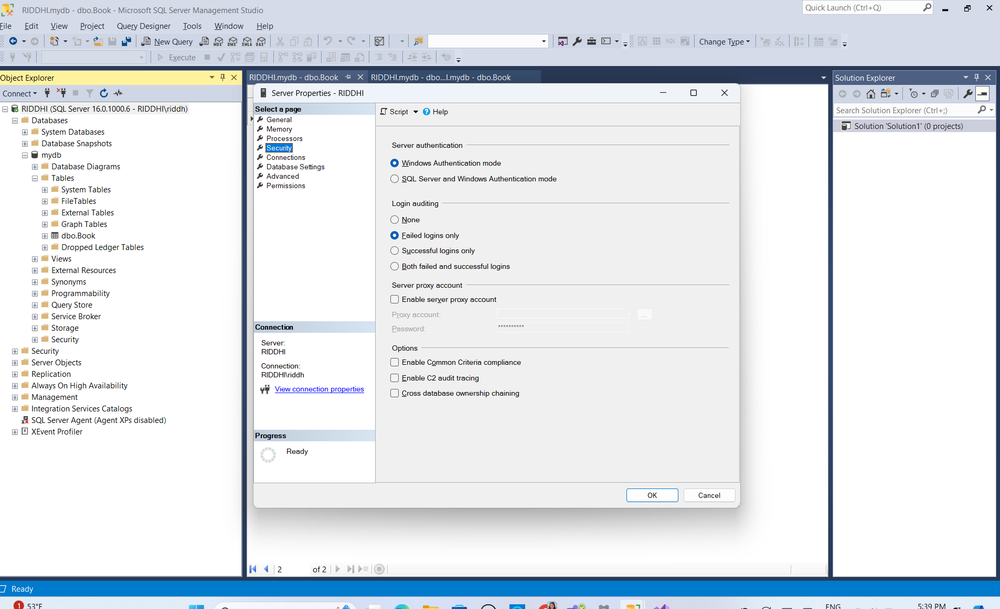 RIDDHI.mydb - dbo.Book - Microsoft SQL Server Management Studio
Quick Launch (Ctrl+Q)
File Edit View Project Query Designer Tools Window Help
New Query MDX DMX XMLA DAX SQL Change Type
Execute
Object Explorer
Connect
RIDDHI (SQL Server 16.0.1000.6 - RIDDHI\riddh)
Databases
System Databases
Database Snapshots
mydb
Database Diagrams
Tables
System Tables
FileTables
External Tables
Graph Tables
dbo.Book
Dropped Ledger Tables
Views
External Resources
Synonyms
Programmability
Query Store
Service Broker
Storage
Security
Security
Server Objects
Replication
Always On High Availability
Management
Integration Services Catalogs
SQL Server Agent (Agent XPs disabled)
XEvent Profiler
RIDDHI.mydb - dbo.Book
RIDDHI.mydb - dbo...I.mydb - dbo.Book
Server Properties - RIDDHI
Select a page
General
Memory
Processors
Security
Connections
Database Settings
Advanced
Permissions
Connection
Server:
RIDDHI
Connection:
RIDDHI\riddh
View connection properties
Progress
Ready
Script Help
Server authentication
Windows Authentication mode
SQL Server and Windows Authentication mode
Login auditing
None
Failed logins only
Successful logins only
Both failed and successful logins
Server proxy account
Enable server proxy account
Proxy account:
...
Password: **********
Options
Enable Common Criteria compliance
Enable C2 audit tracing
Cross database ownership chaining
OK Cancel
2 of 2
Solution Explorer
Search Solution Explorer (Ctrl+;)
Solution 'Solution1' (0 projects)
Ready
1 53°F
ENG
5:39 PM